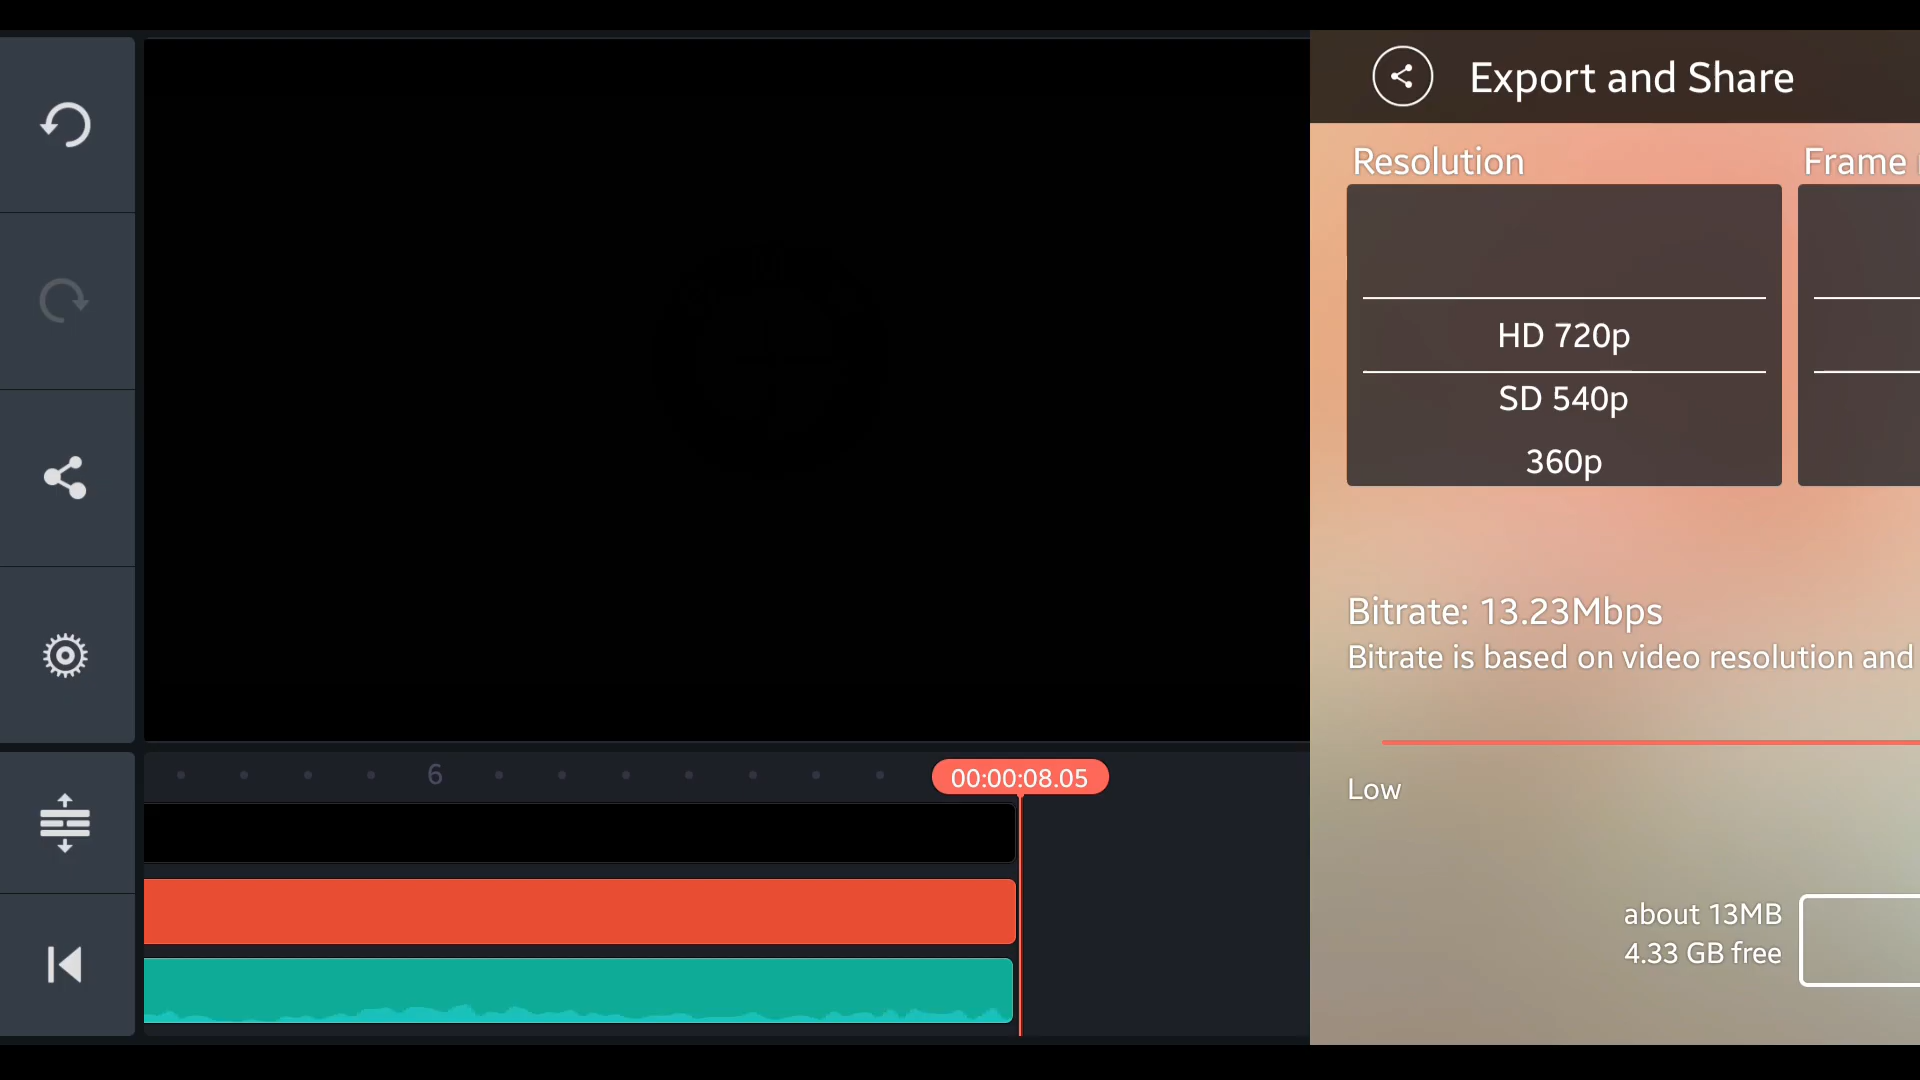 Export and Share
Resolution
Frame
HD 720p
SD 540p
360p
Bitrate: 13.23Mbps
Bitrate is based on video resolution and
Low
about 13MB
4.33 GB free
6
00:00:08.05